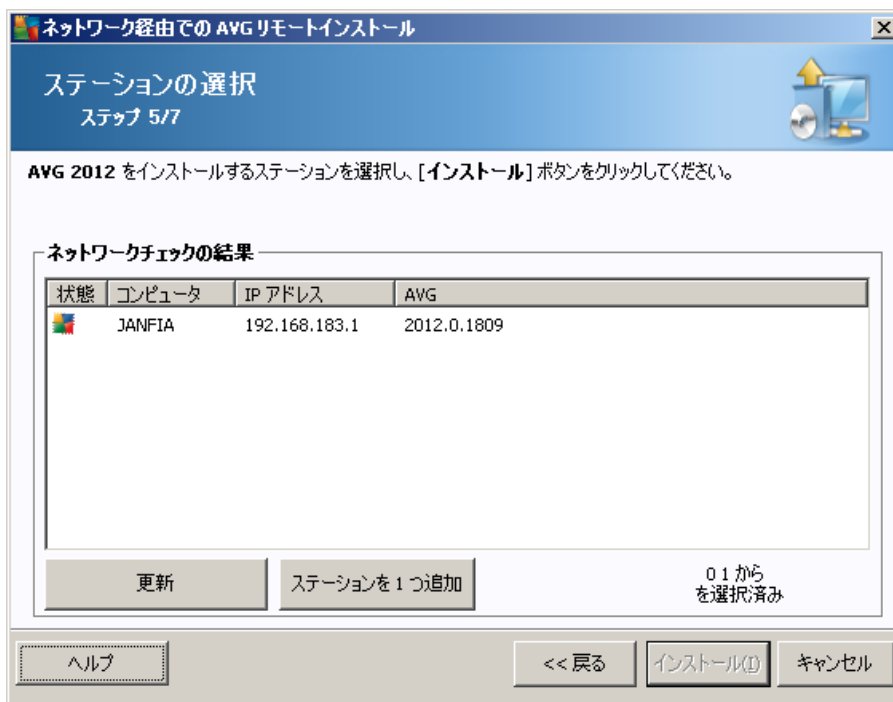 ネットワーク経由での AVG リモートインストール
ステーションの選択
ステップ 5/7
AVG 2012 をインストールするステーションを選択し、[インストール] ボタンをクリックしてください。
ネットワークチェックの結果
状態 コンピュータ IP アドレス AVG
JANFIA 192.168.183.1 2012.0.1809
更新 ステーションを 1 つ追加
0 1 から
を選択済み
ヘルプ << 戻る インストール(I) キャンセル